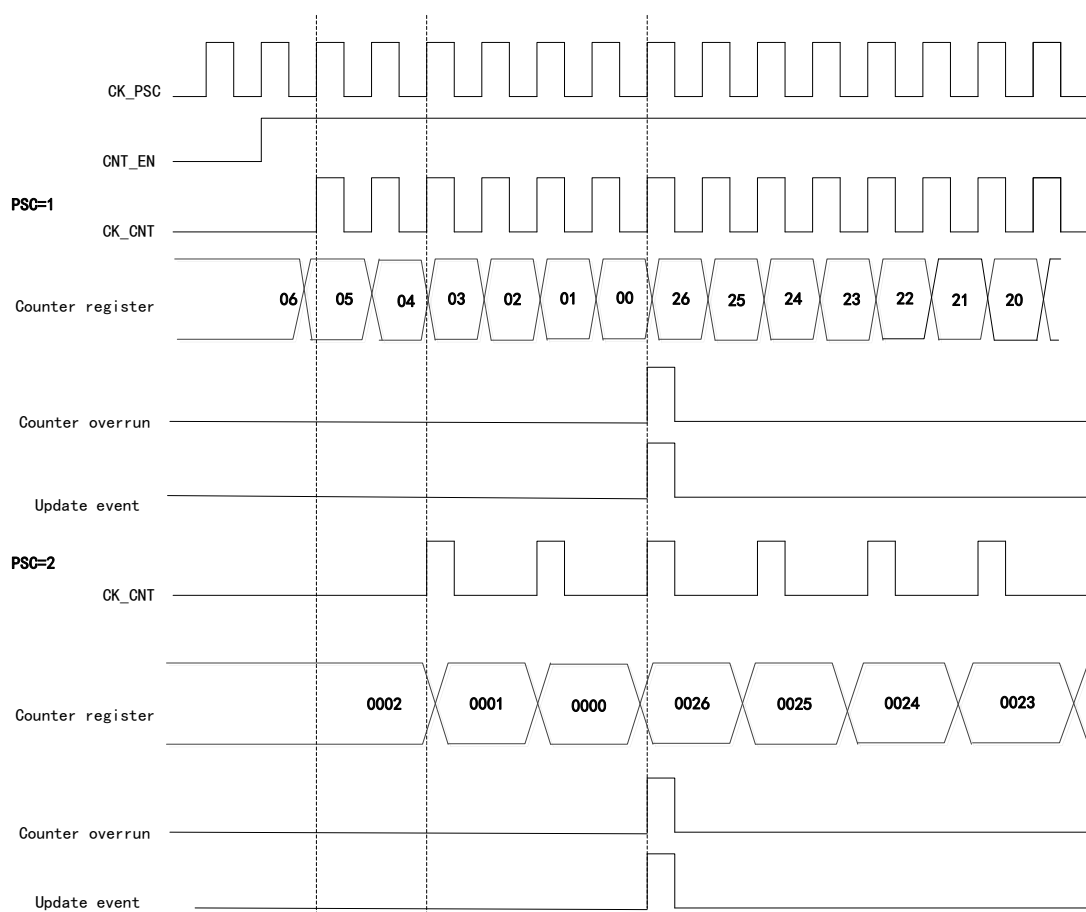 CK_PSC
CNT_EN
PSC=1
CK_CNT
Counter register 06 05 04 03 02 01 00 26 25 24 23 22 21 20
Counter overrun
Update event
PSC=2
CK_CNT
Counter register 0002 0001 0000 0026 0025 0024 0023
Counter overrun
Update event